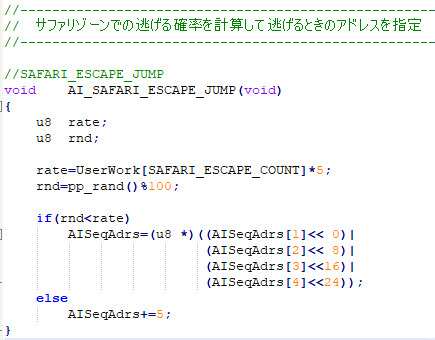 //------------------------------------------------------
//  サファリゾーンでの逃げる確率を計算して逃げるときのアドレスを指定
//------------------------------------------------------
//SAFARI_ESCAPE_JUMP
void    AI_SAFARI_ESCAPE_JUMP(void)
{
    u8  rate;
    u8  rnd;
    rate=UserWork[SAFARI_ESCAPE_COUNT]*5;
    rnd=pp_rand()%100;
    if(rnd<rate)
        AISeqAdrs=(u8 *)((AISeqAdrs[1]<< 0)|
                         (AISeqAdrs[2]<< 8)|
                         (AISeqAdrs[3]<<16)|
                         (AISeqAdrs[4]<<24));
    else
        AISeqAdrs+=5;
}